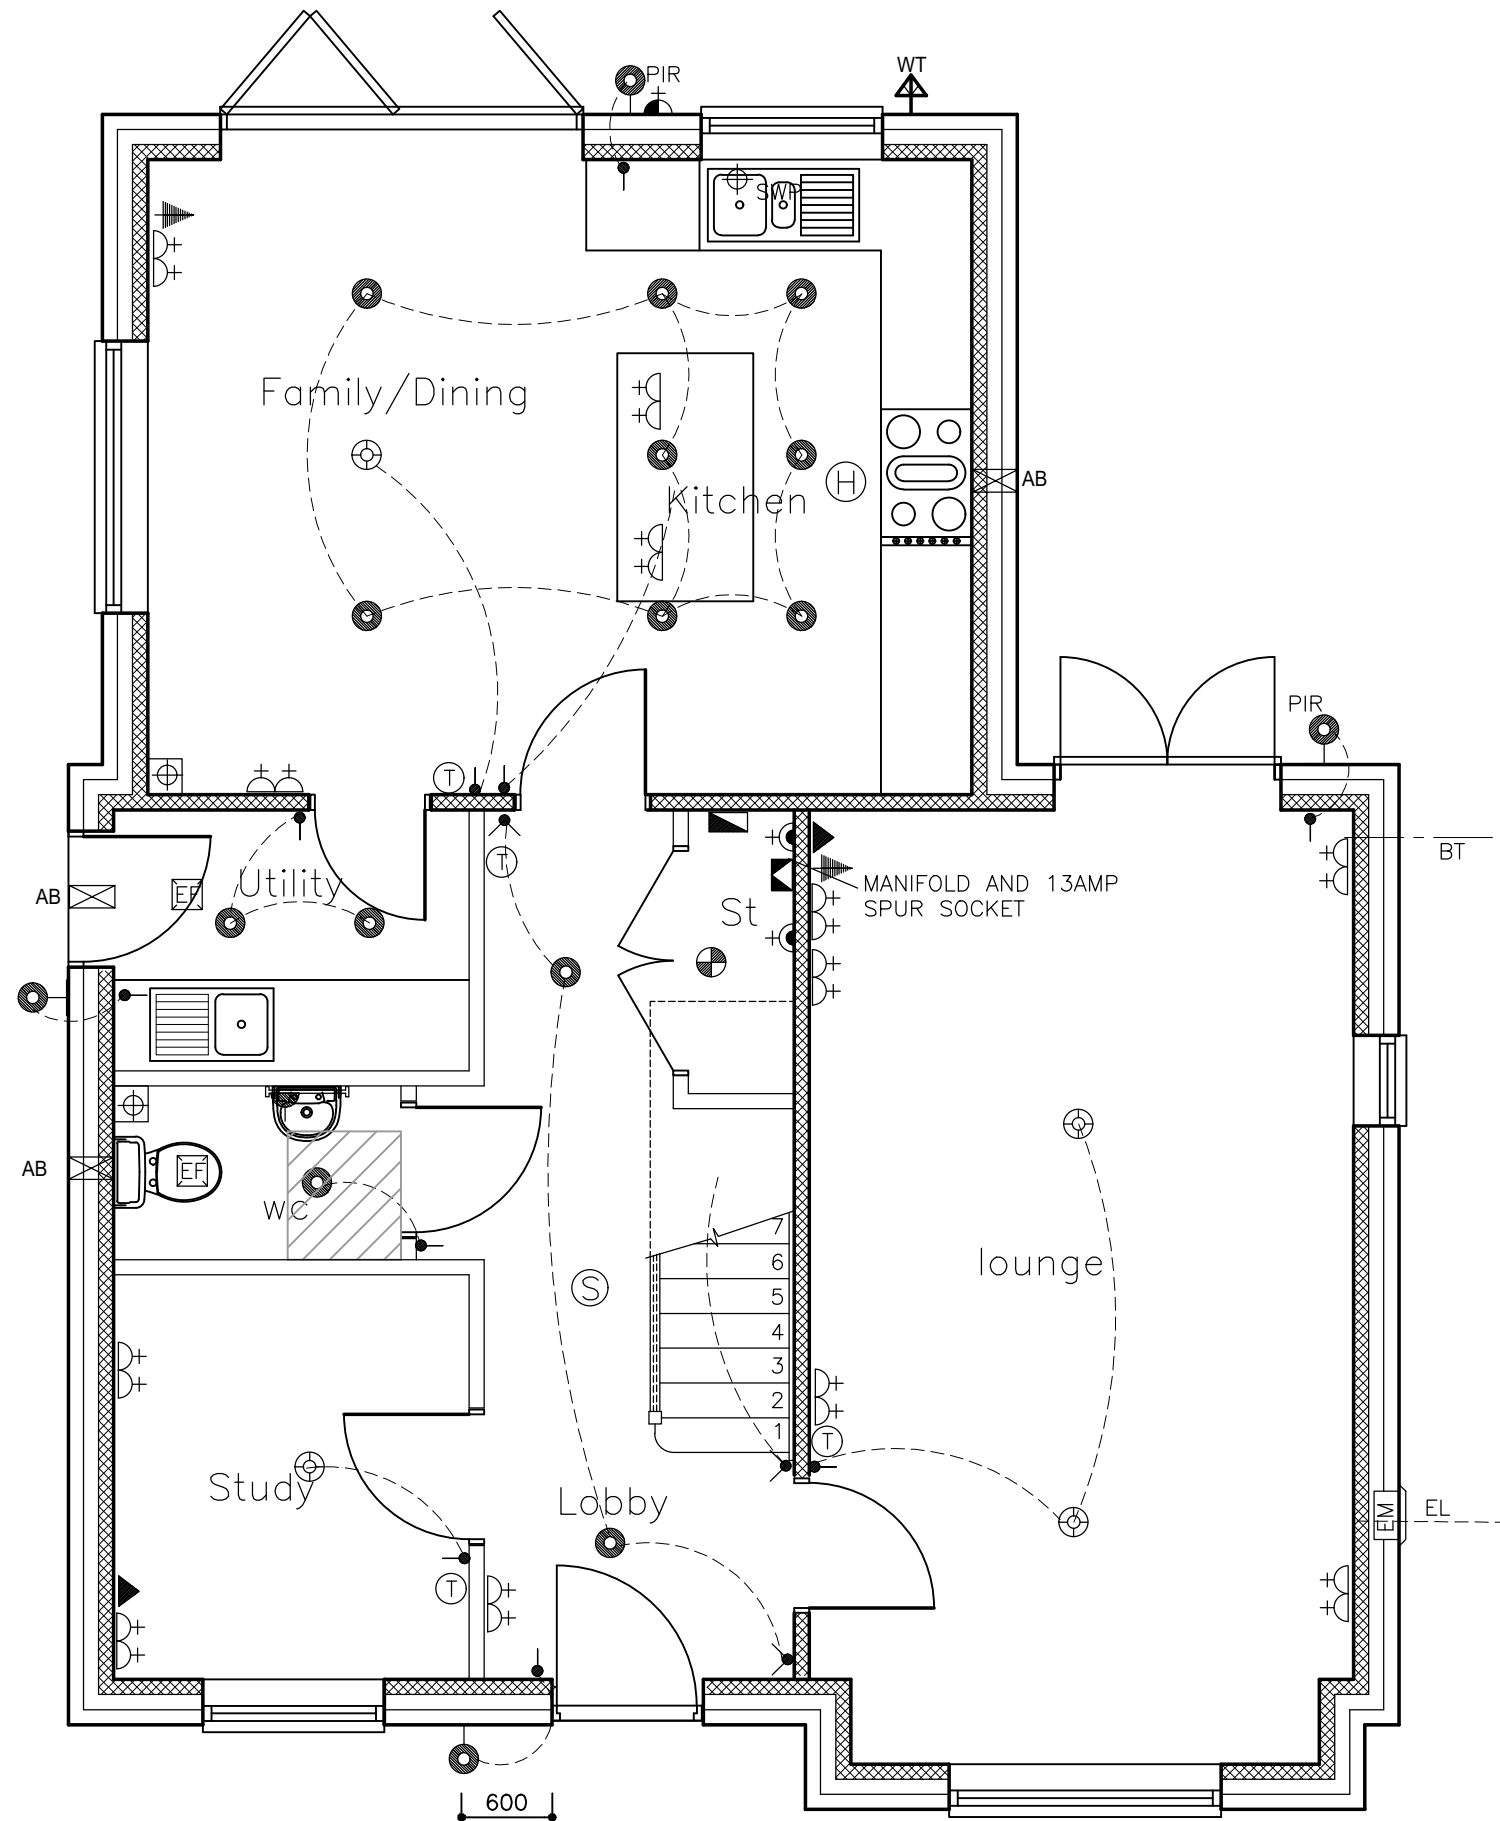 WT
PIR
SWP
Family/Dining
Kitchen
H
AB
PIR
T
T
BT
MANIFOLD AND 13AMP
SPUR SOCKET
Utility
EF
AB
St
AB
EF
WC
7
6
5
4
3
2
1
S
lounge
T
Study
Lobby
EM
EL
T
600